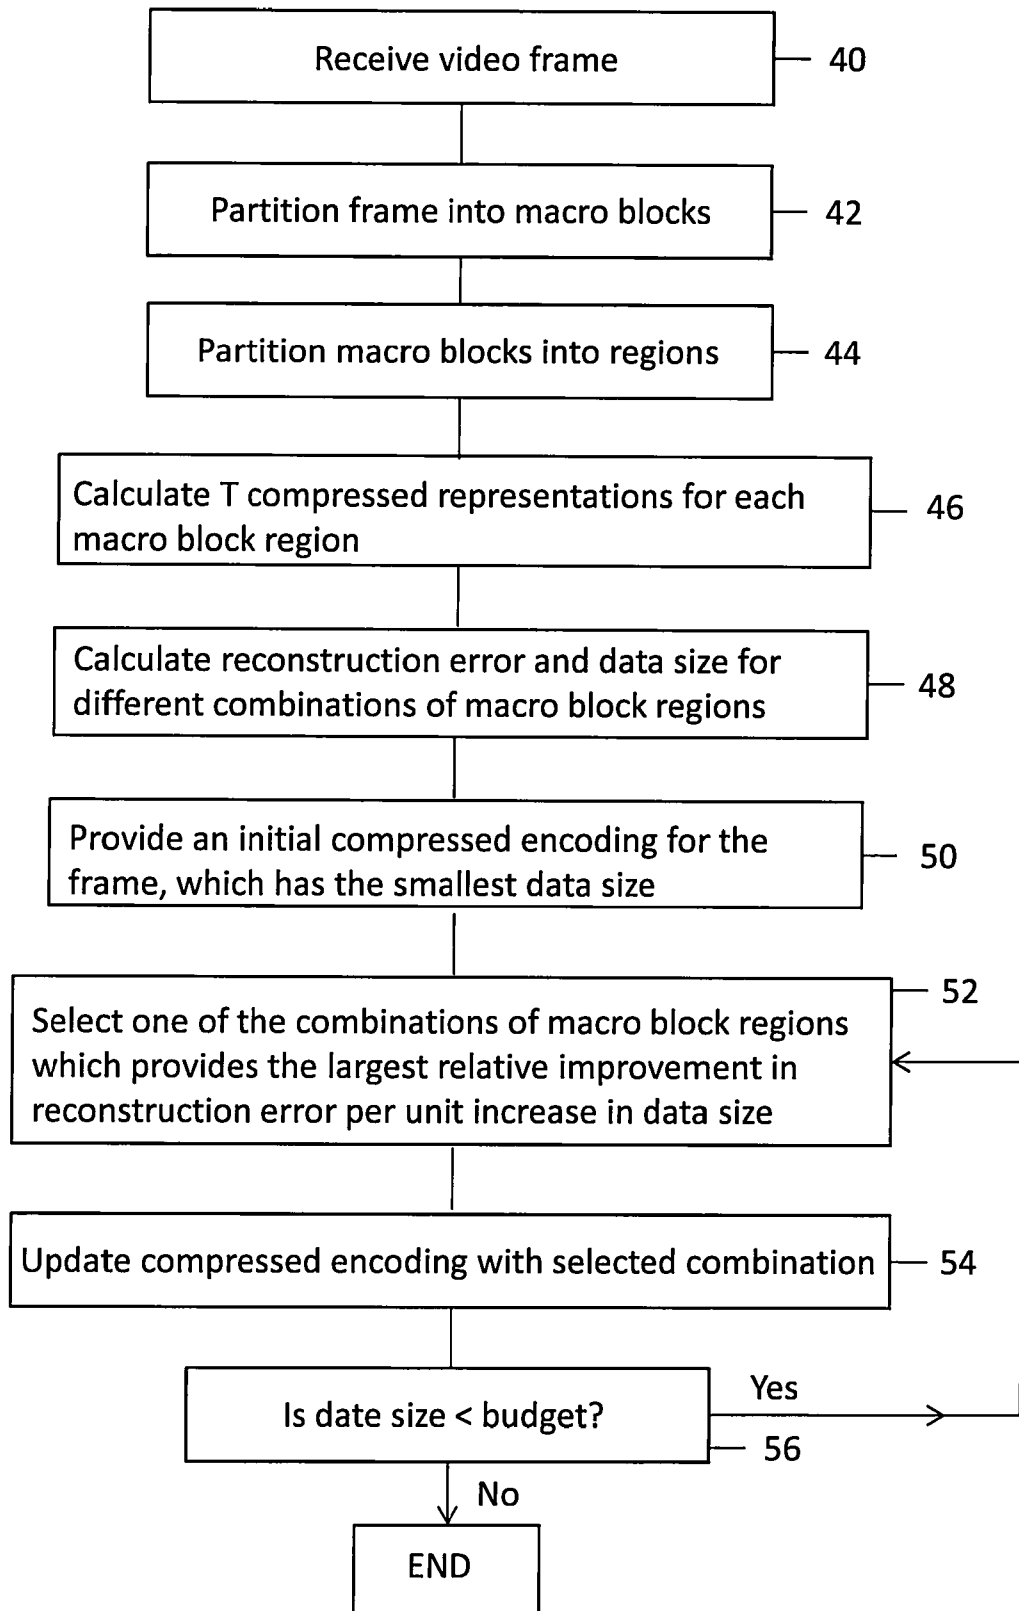 Receive video frame
40
Partition frame into macro blocks
42
Partition macro blocks into regions
44
Calculate T compressed representations for each
macro block region
46
Calculate reconstruction error and data size for
different combinations of macro block regions
48
Provide an initial compressed encoding for the
frame, which has the smallest data size
50
52
Select one of the combinations of macro block regions
which provides the largest relative improvement in
reconstruction error per unit increase in data size
Update compressed encoding with selected combination
54
Is date size < budget?
Yes
56
No
END